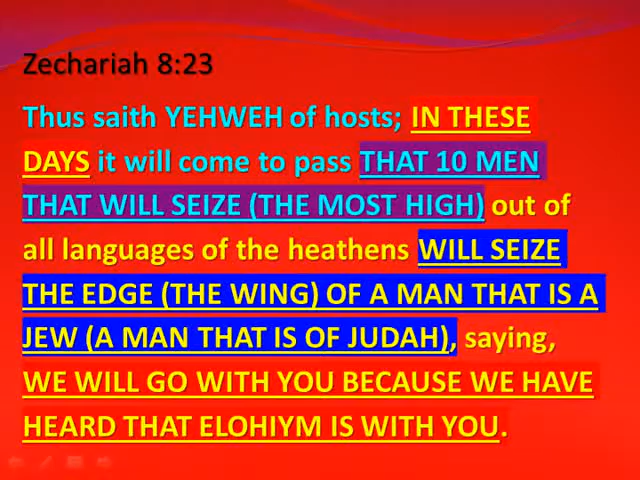 Zechariah 8:23
Thus saith YEHWEH of hosts; IN THESE
DAYS it will come to pass THAT 10 MEN
THAT WILL SEIZE (THE MOST HIGH) out of
all languages of the heathens WILL SEIZE
THE EDGE (THE WING) OF A MAN THAT IS A
JEW (A MAN THAT IS OF JUDAH), saying,
WE WILL GO WITH YOU BECAUSE WE HAVE
HEARD THAT ELOHIYM IS WITH YOU.